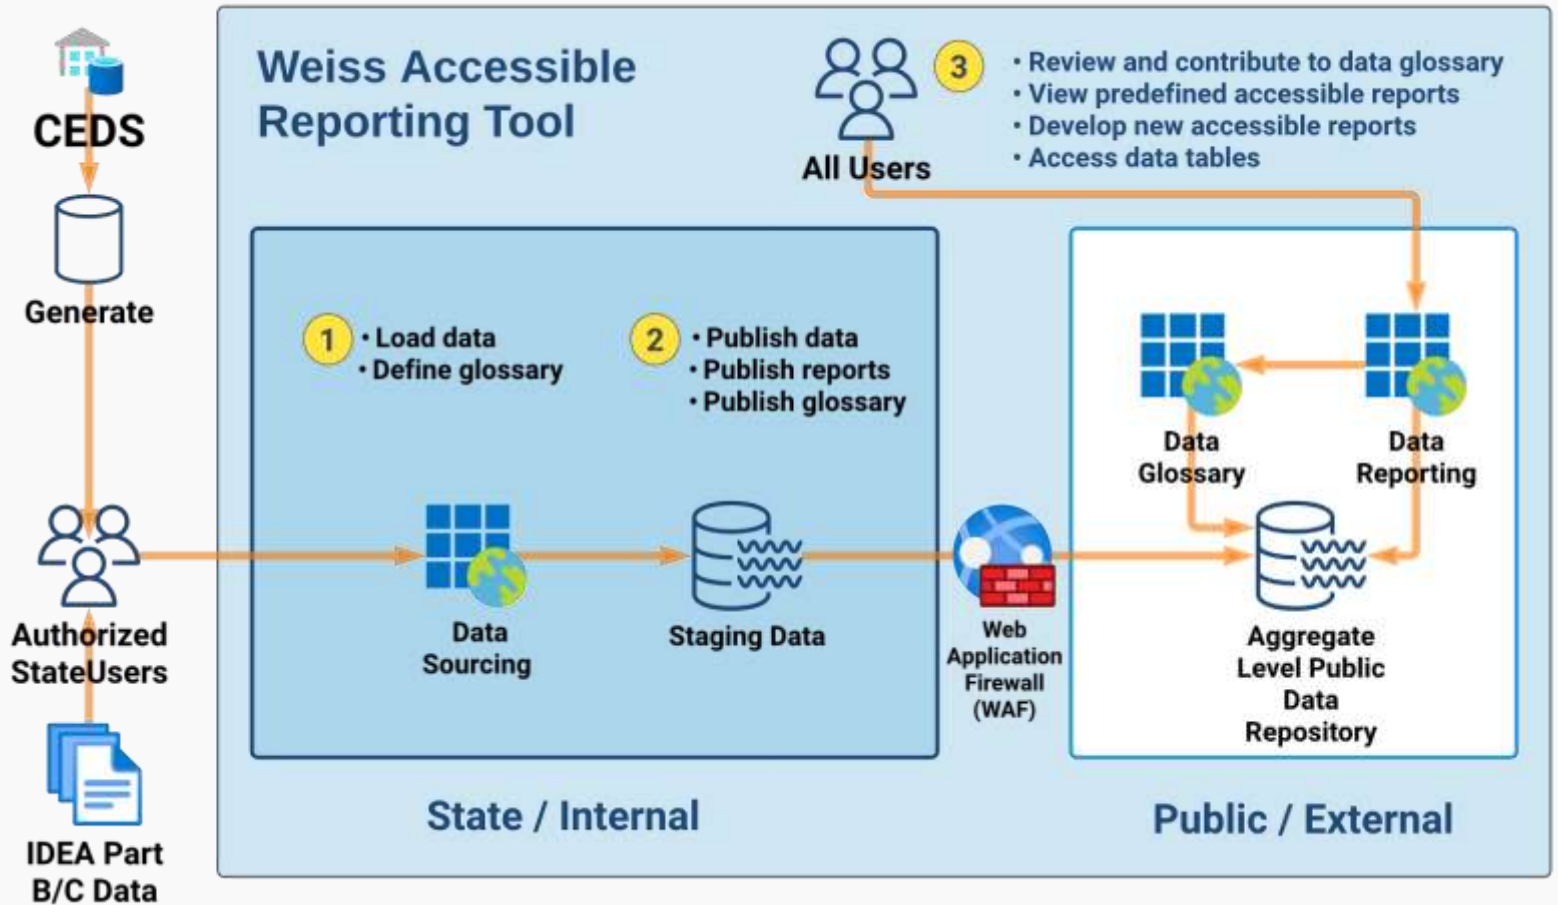 CEDS
Generate
Authorized
StateUsers
IDEA Part
B/C Data
Weiss Accessible
Reporting Tool
All Users
3
• Review and contribute to data glossary
• View predefined accessible reports
• Develop new accessible reports
• Access data tables
1
• Load data
• Define glossary
2
• Publish data
• Publish reports
• Publish glossary
Data
Sourcing
Staging Data
Web
Application
Firewall
(WAF)
Data
Glossary
Data
Reporting
Aggregate
Level Public
Data
Repository
State / Internal
Public / External